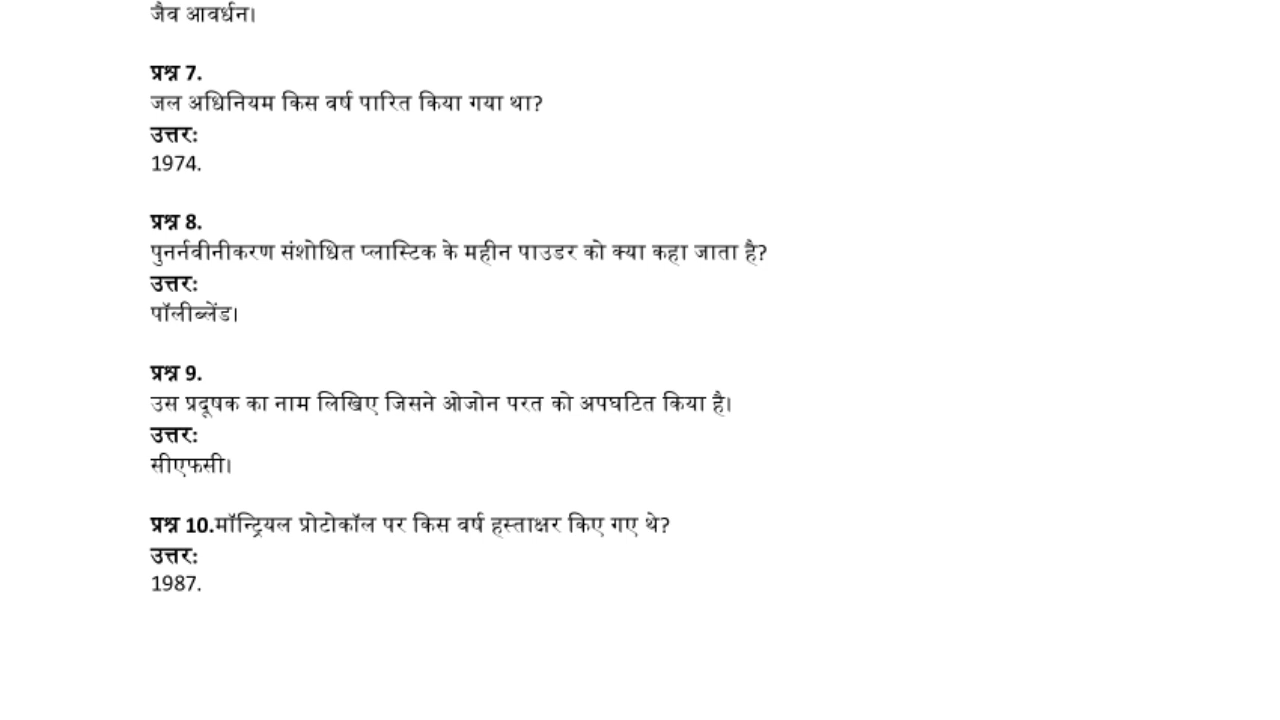 जैव आवर्धन।
प्रश्न 7.
जल अधिनियम किस वर्ष पारित किया गया था?
उत्तर:
1974.
प्रश्न 8.
पुनर्नवीनीकरण संशोधित प्लास्टिक के महीन पाउडर को क्या कहा जाता है?
उत्तर:
पॉलीब्लेंड।
प्रश्न 9.
उस प्रदूषक का नाम लिखिए जिसने ओजोन परत को अपघटित किया है।
उत्तर:
सीएफसी।
प्रश्न 10.मॉन्ट्रियल प्रोटोकॉल पर किस वर्ष हस्ताक्षर किए गए थे?
उत्तर:
1987.